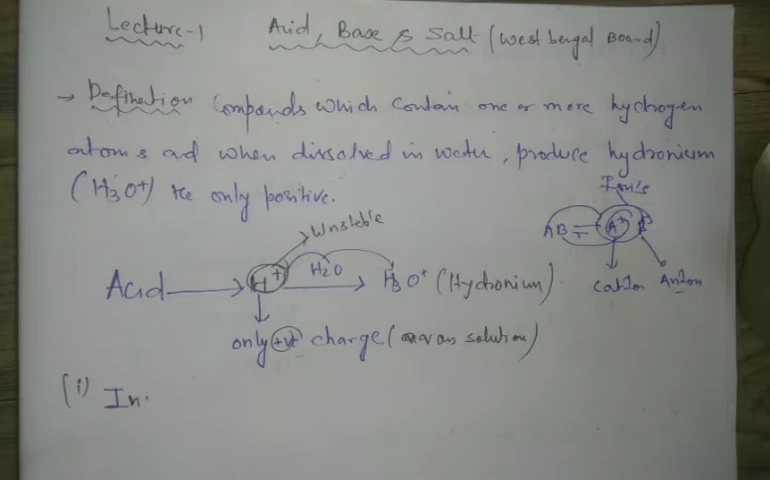 Lecture-1 Acid, Base & Salt (West bengal Board)
→ Defination Compounds which Contain one or more hydrogen
atoms ad when dissolved in water, produce hydronium
(H3O+) the only positive.
Ionic
AB ⇌ A+ B-
Cation Anion
Unstable
Acid → H+ H2O → H3O+ (Hydronium)
only +ve charge ( solution)
(i) In.